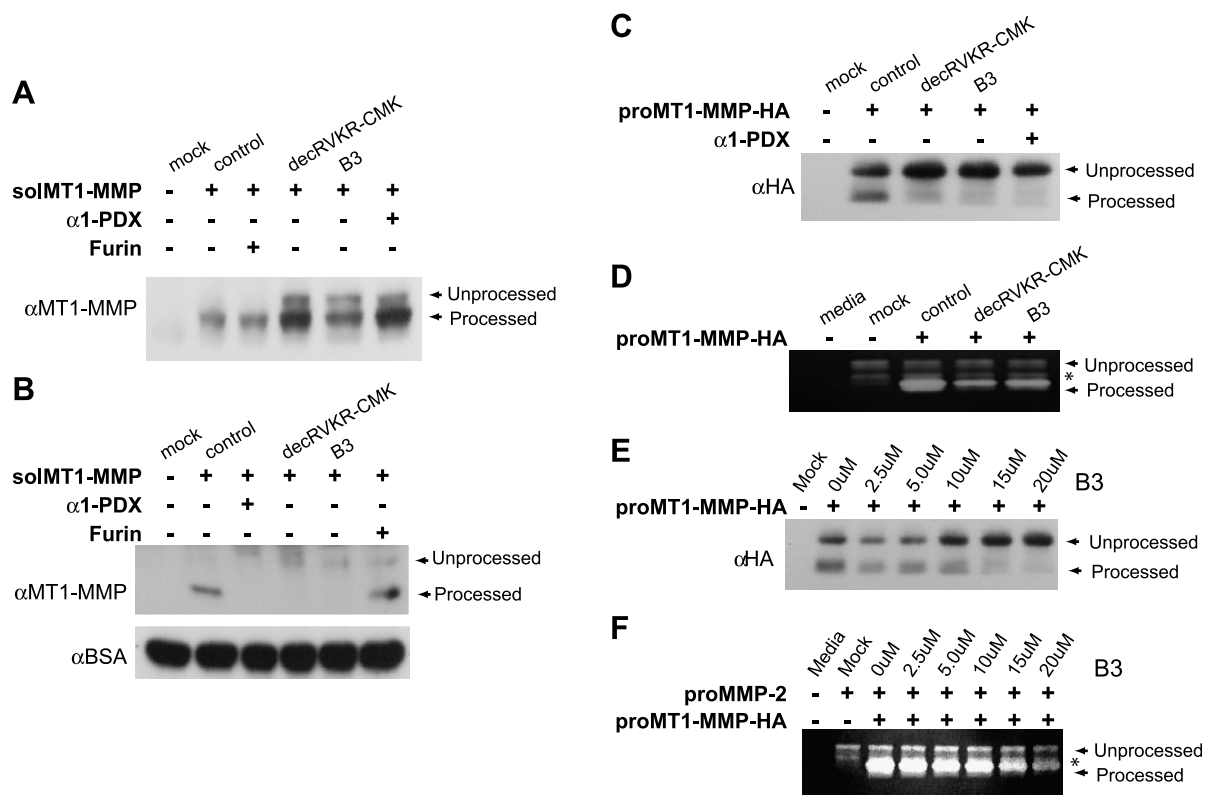 A
mock
control
decRVKR-CMK
B3
solMT1-MMP - + + + + +
α1-PDX - - - - - +
Furin - - + - - -
αMT1-MMP
Unprocessed
Processed
B
mock
control
decRVKR-CMK
B3
solMT1-MMP - + + + + +
α1-PDX - - + - - -
Furin - - - - - +
αMT1-MMP
Unprocessed
Processed
αBSA
C
mock
control
decRVKR-CMK
B3
proMT1-MMP-HA - + + + +
α1-PDX - - - - +
αHA
Unprocessed
Processed
D
media
mock
control
decRVKR-CMK
B3
proMT1-MMP-HA - - + + +
Unprocessed
*
Processed
E
Mock
0uM
2.5uM
5.0uM
10uM
15uM
20uM
B3
proMT1-MMP-HA - + + + + + +
αHA
Unprocessed
Processed
F
Media
Mock
0uM
2.5uM
5.0uM
10uM
15uM
20uM
B3
proMMP-2 - + + + + + + +
proMT1-MMP-HA - - + + + + + +
Unprocessed
*
Processed